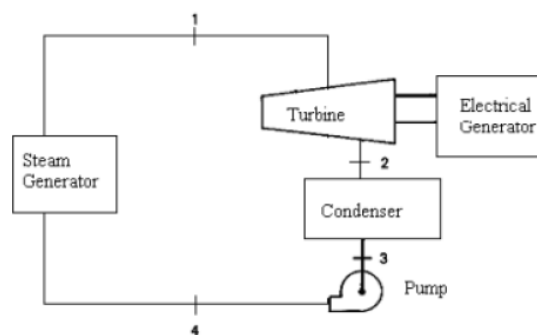 1
Turbine
Electrical
Generator
Steam
Generator
2
Condenser
3
Pump
4